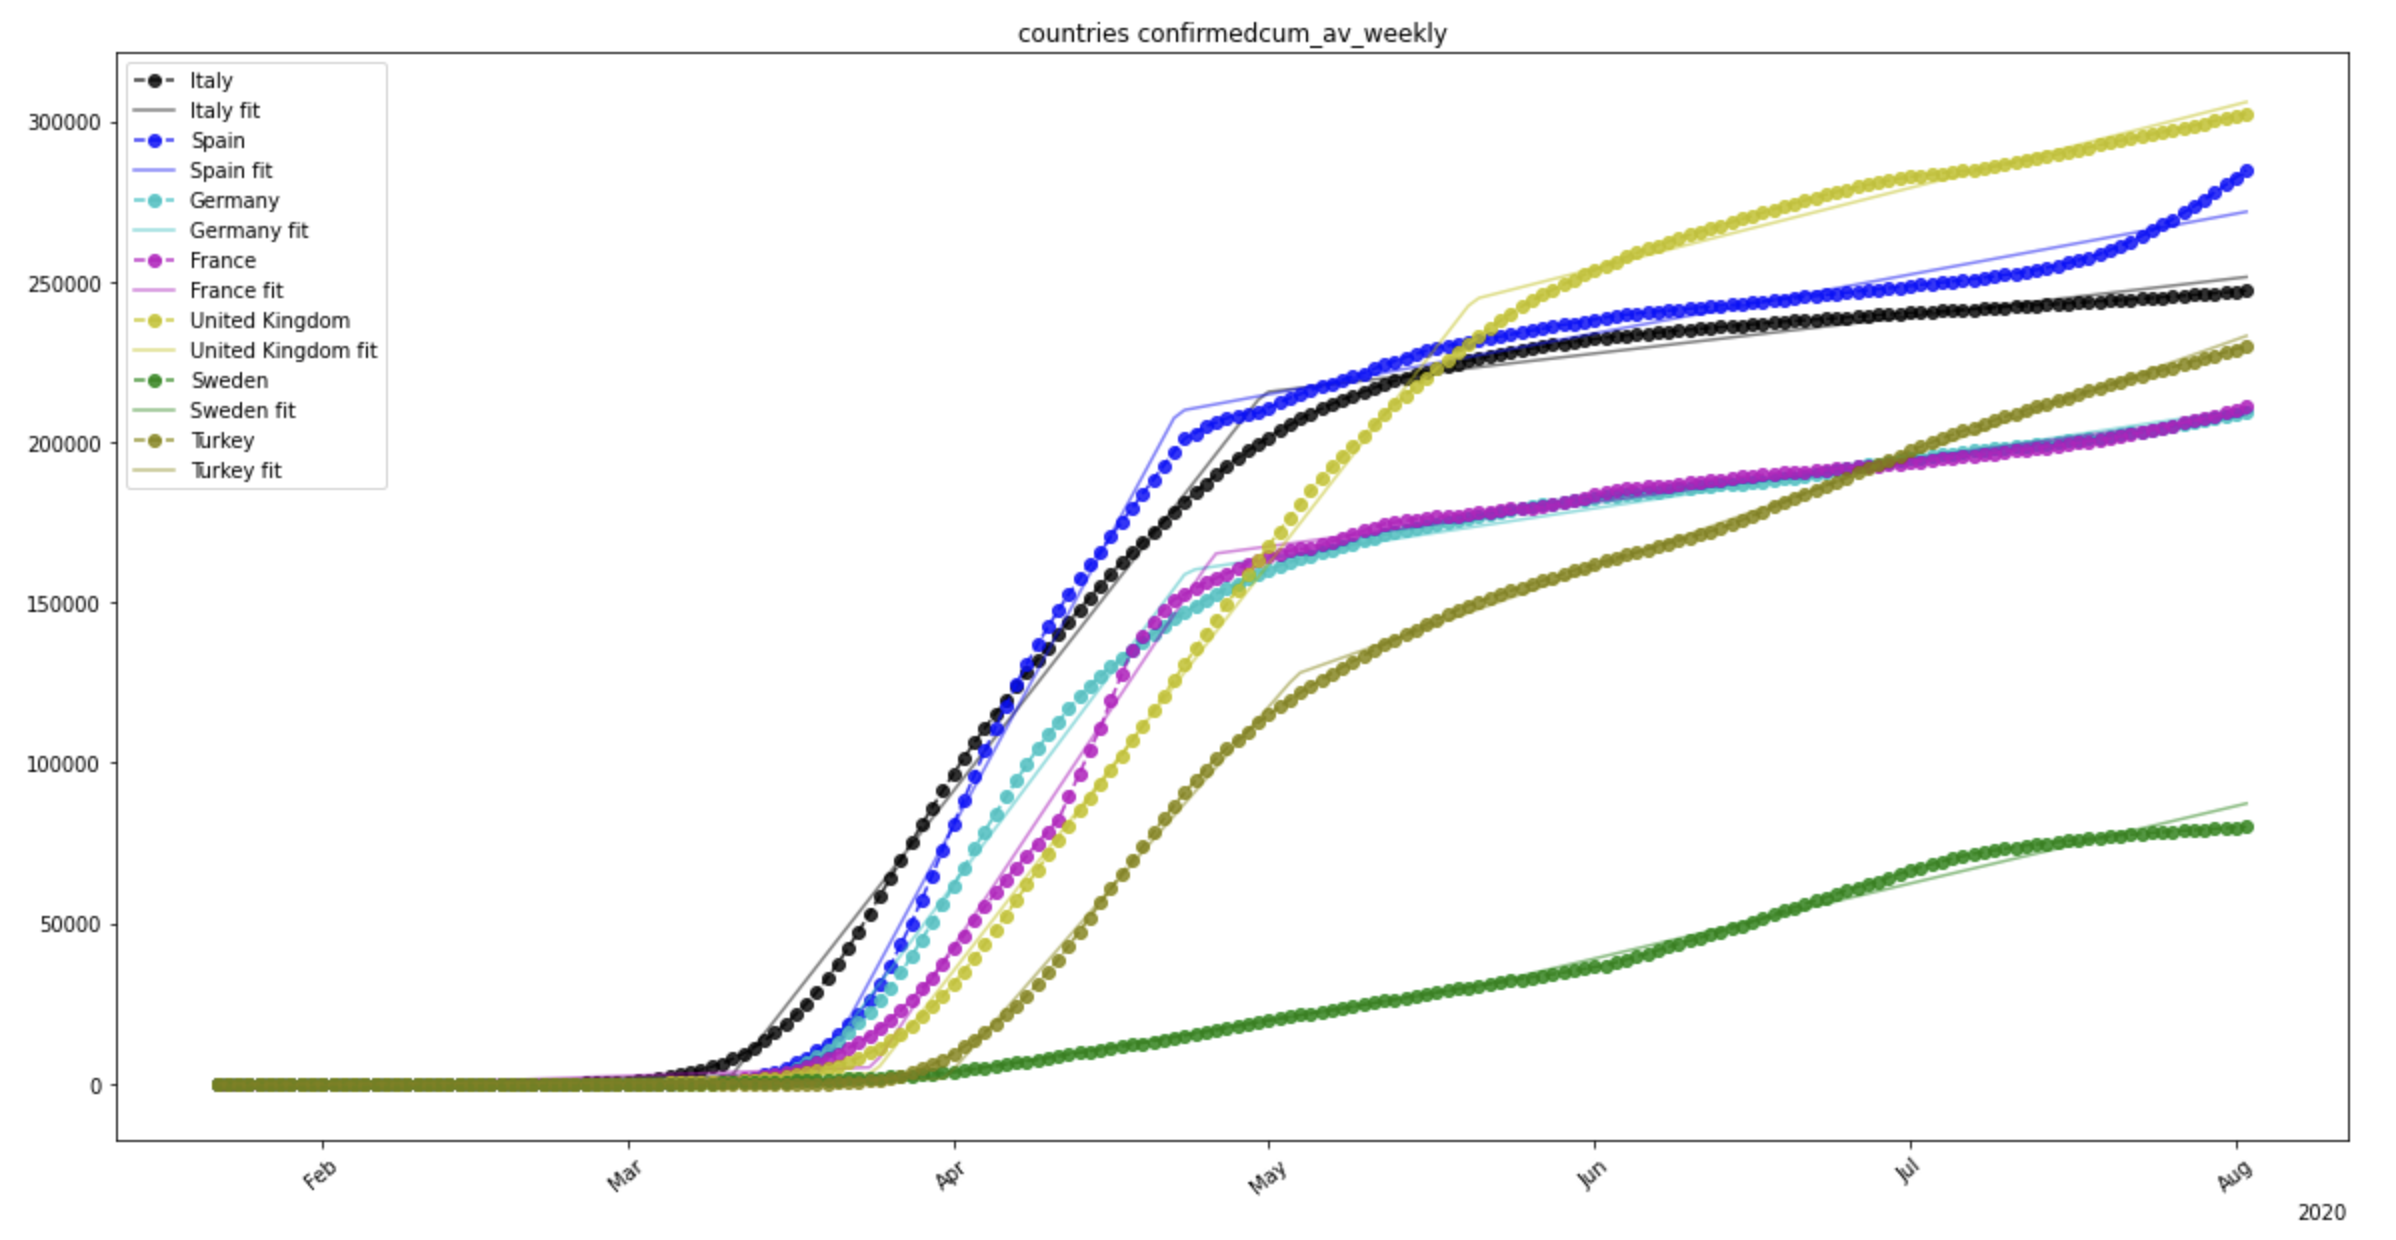 countries confirmedcum_av_weekly
Italy
Italy fit
Spain
Spain fit
Germany
Germany fit
France
France fit
United Kingdom
United Kingdom fit
Sweden
Sweden fit
Turkey
Turkey fit
300000
250000
200000
150000
100000
50000
0
Feb
Mar
Apr
May
Jun
Jul
Aug
2020